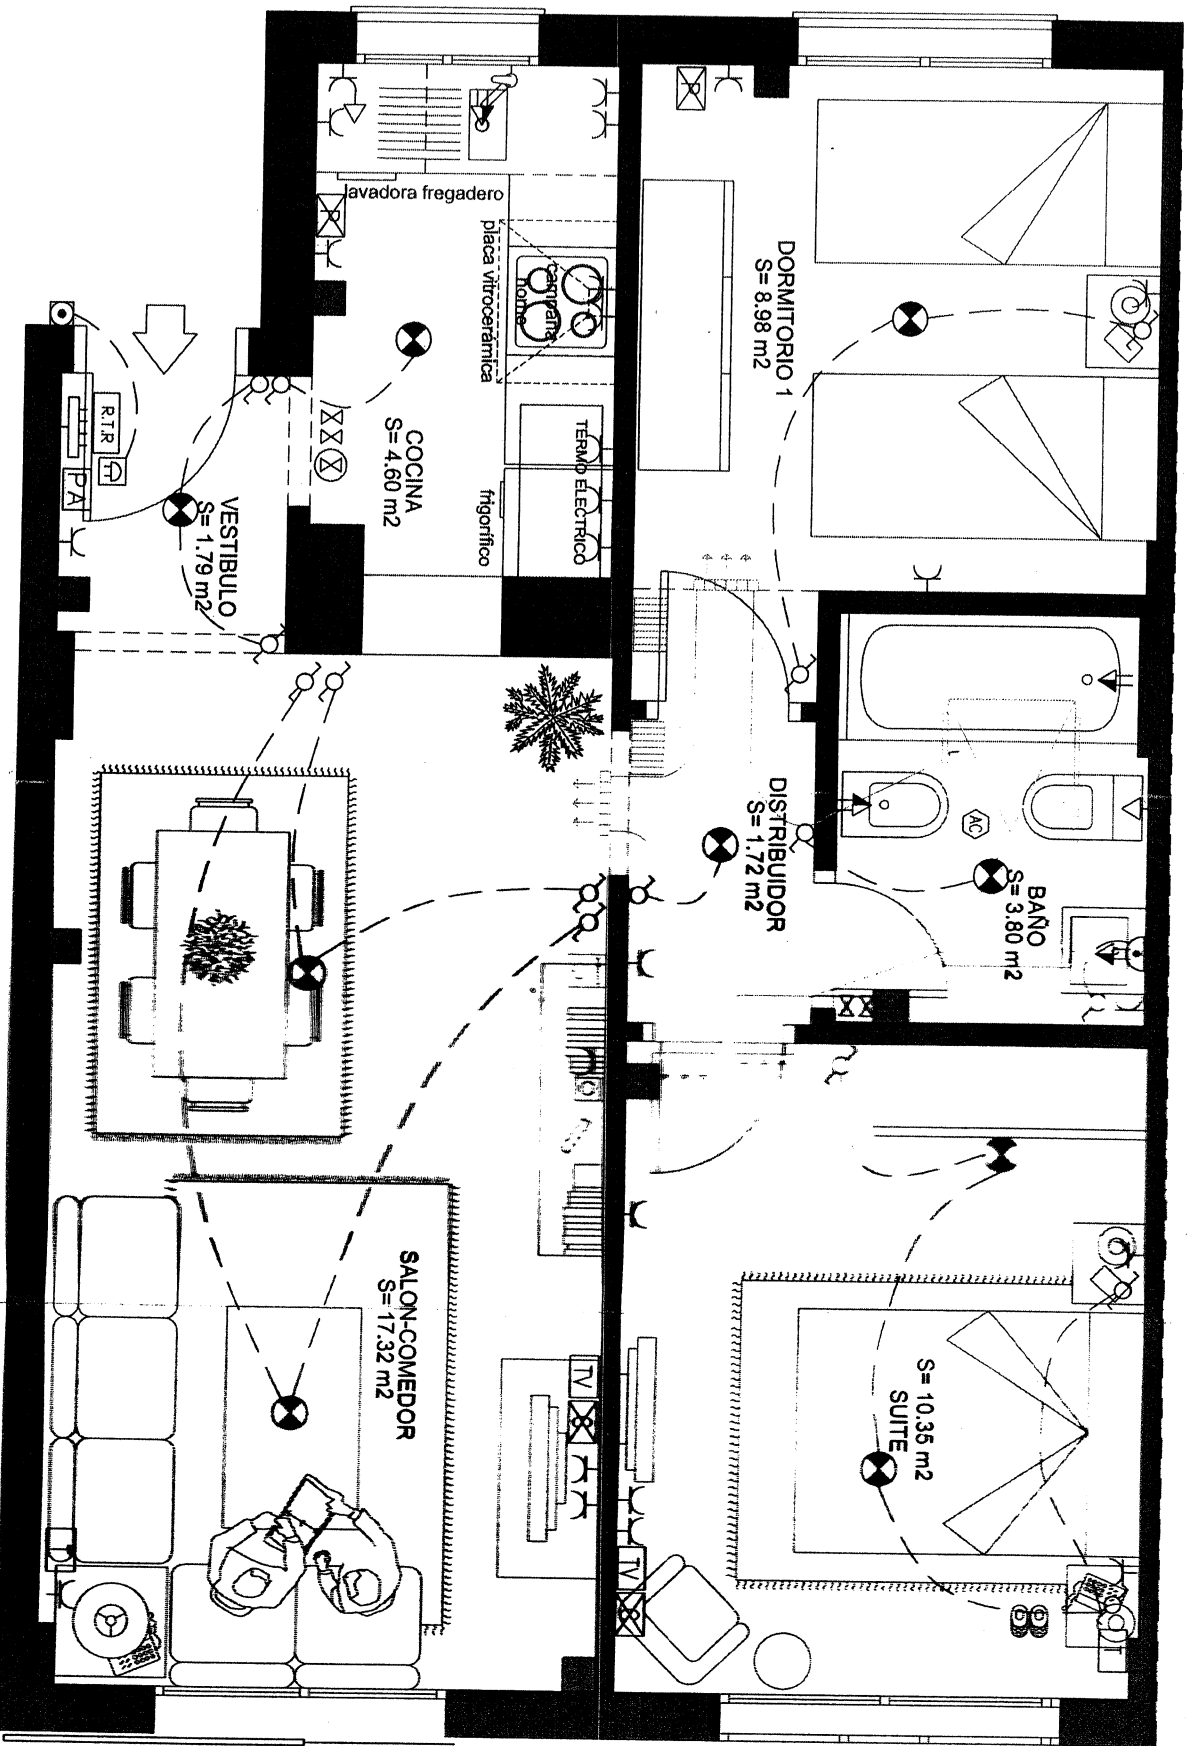 lavadora fregadero
placa vitrocerámica
campana
home
COCINA
S= 4.60 m2
TERMO ELECTRICO
frigorífico
R.T.R
PA
VESTIBULO
S= 1.79 m2
DORMITORIO 1
S= 8.98 m2
DISTRIBUIDOR
S= 1.72 m2
BAÑO
S= 3.80 m2
AC
SALON-COMEDOR
S= 17.32 m2
TV
S= 10.35 m2
SUITE
TV
T